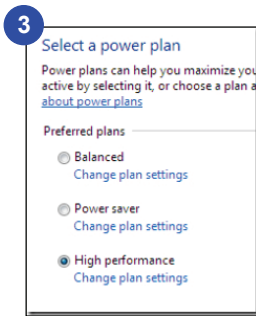 3
Select a power plan
Power plans can help you maximize you
active by selecting it, or choose a plan a
about power plans
Preferred plans
Balanced
Change plan settings
Power saver
Change plan settings
High performance
Change plan settings